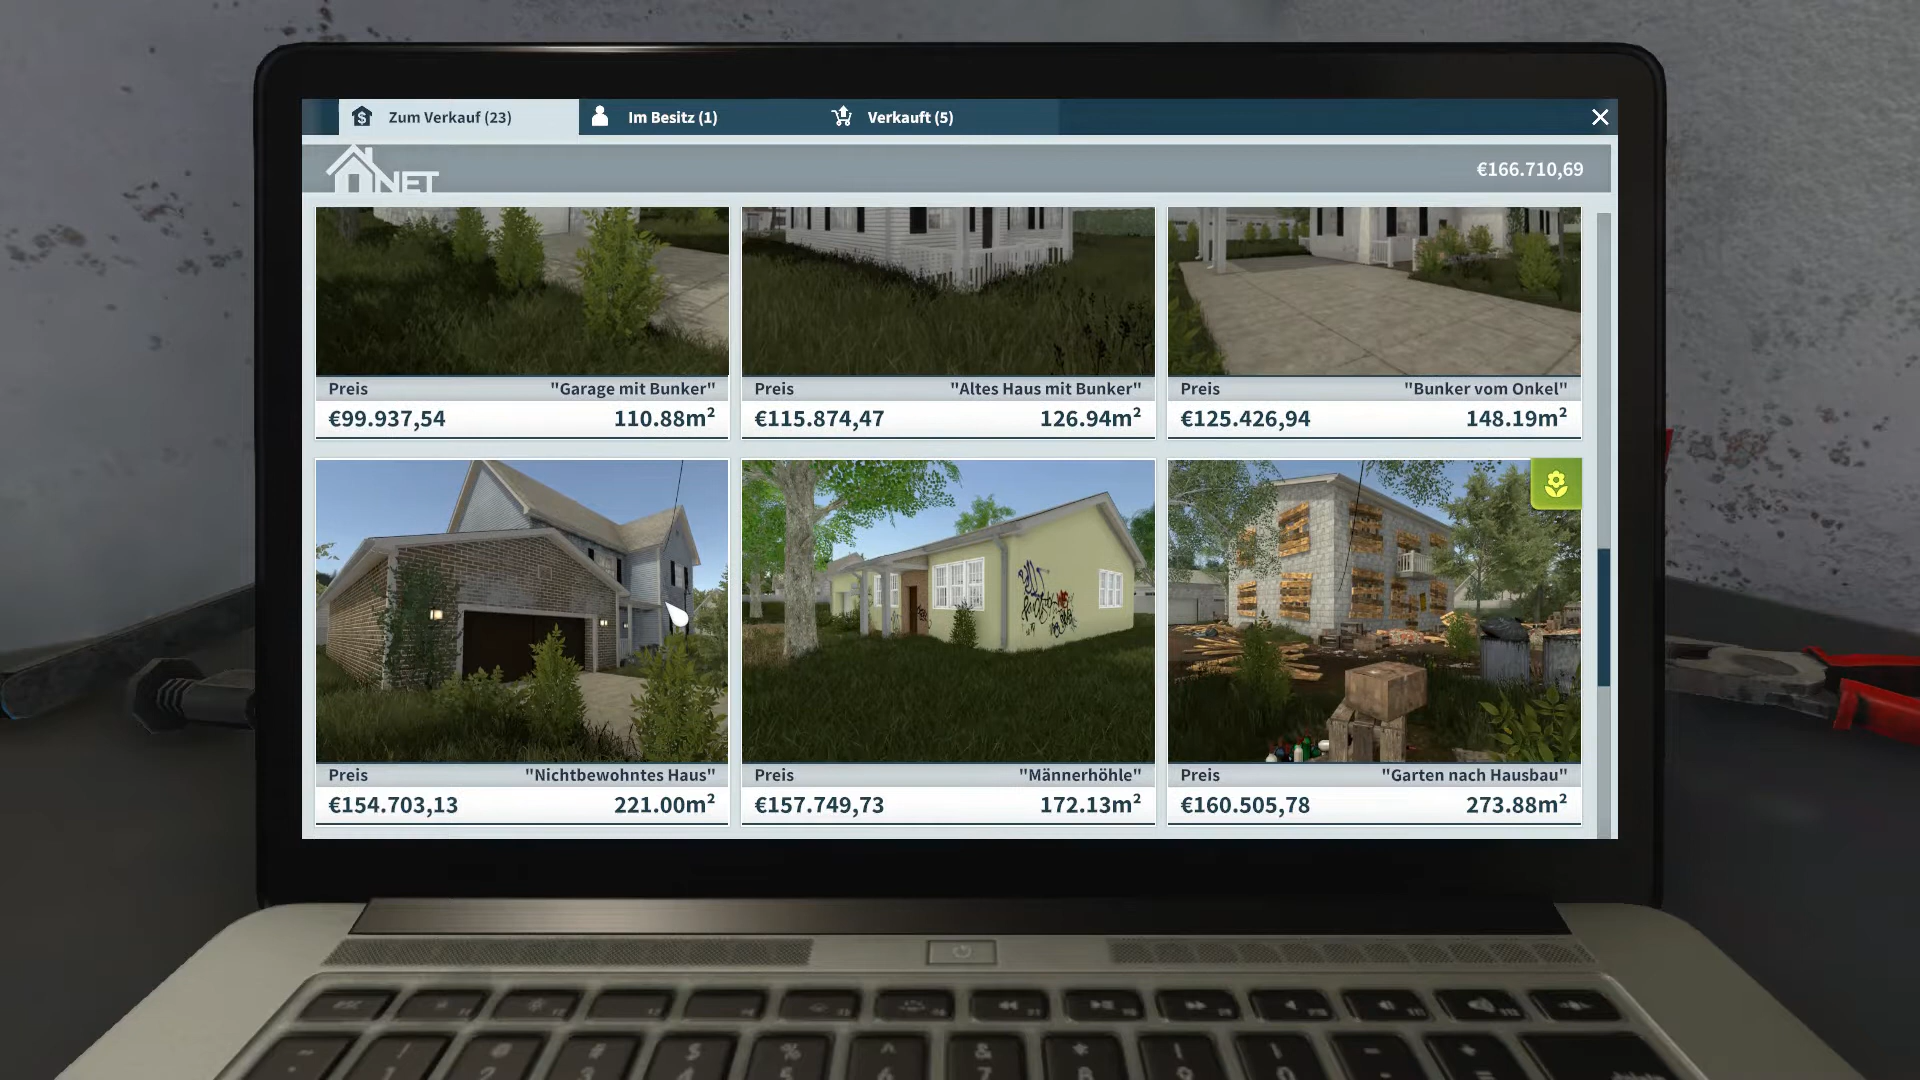 Zum Verkauf (23)
Im Besitz (1)
Verkauft (5)
NET
€166.710,69
Preis "Garage mit Bunker"
€99.937,54 110.88m²
Preis "Altes Haus mit Bunker"
€115.874,47 126.94m²
Preis "Bunker vom Onkel"
€125.426,94 148.19m²
Preis "Nichtbewohntes Haus"
€154.703,13 221.00m²
Preis "Männerhöhle"
€157.749,73 172.13m²
Preis "Garten nach Hausbau"
€160.505,78 273.88m²